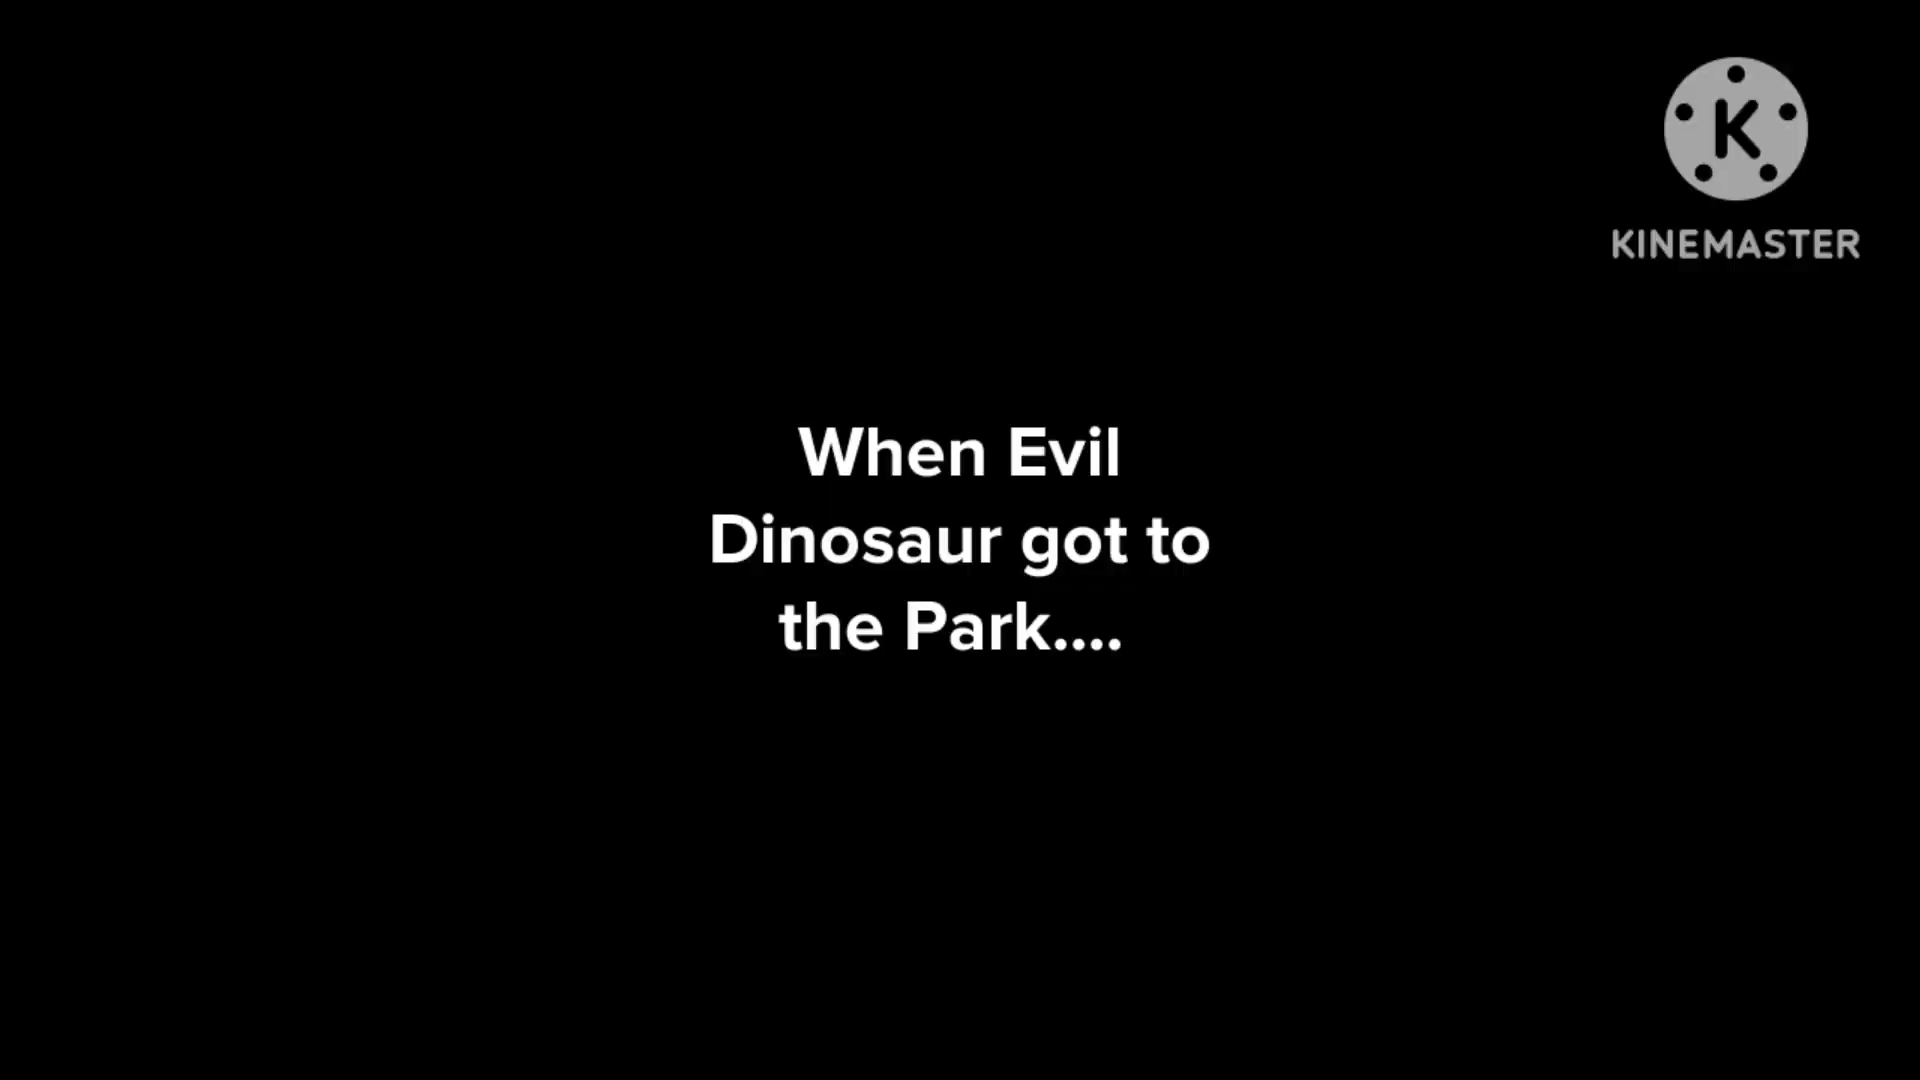 K
KINEMASTER
When Evil
Dinosaur got to
the Park....